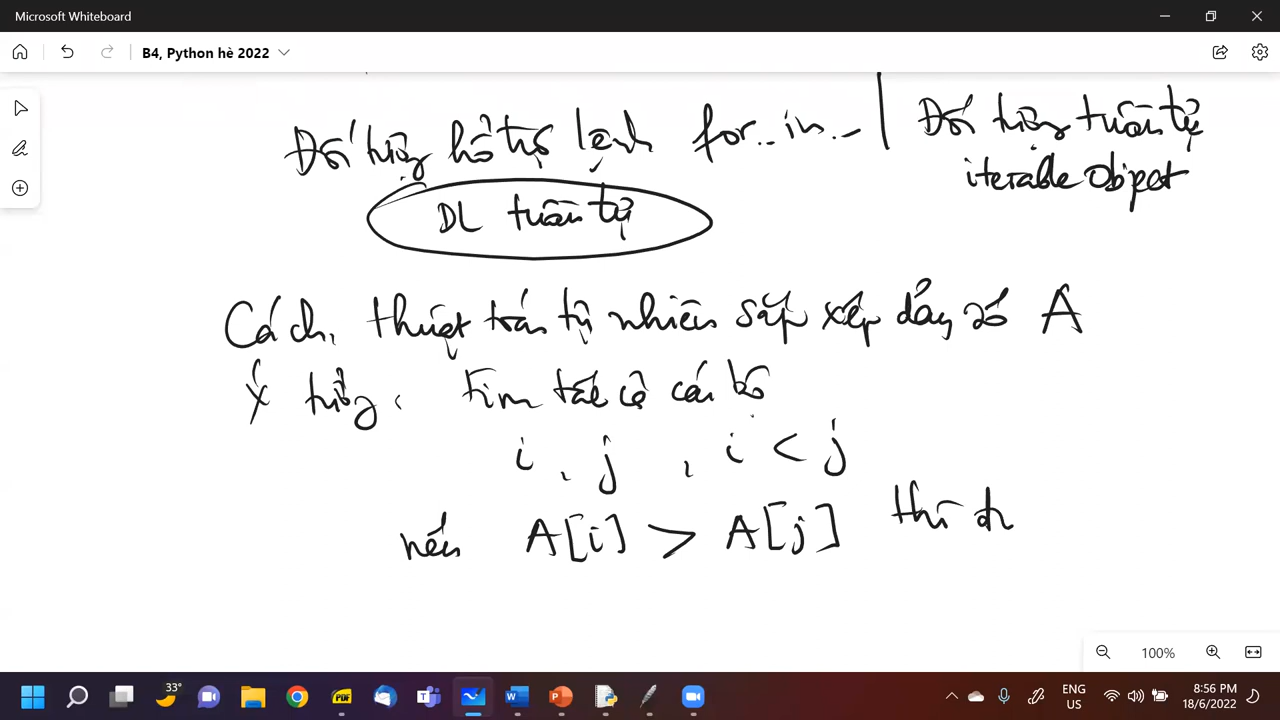 Microsoft Whiteboard
B4, Python hè 2022
Đối tượng hỗ trợ lệnh for..in..
Đối tượng tuần tự
iterable Object
DL tuần tự
Cách, thuật toán tự nhiên sắp xếp dãy số A
Ý tưởng: Tìm tất cả các bộ
i, j, i < j
nếu A[i] > A[j] thì đ
100%
33°
ENG
US
8:56 PM
18/6/2022